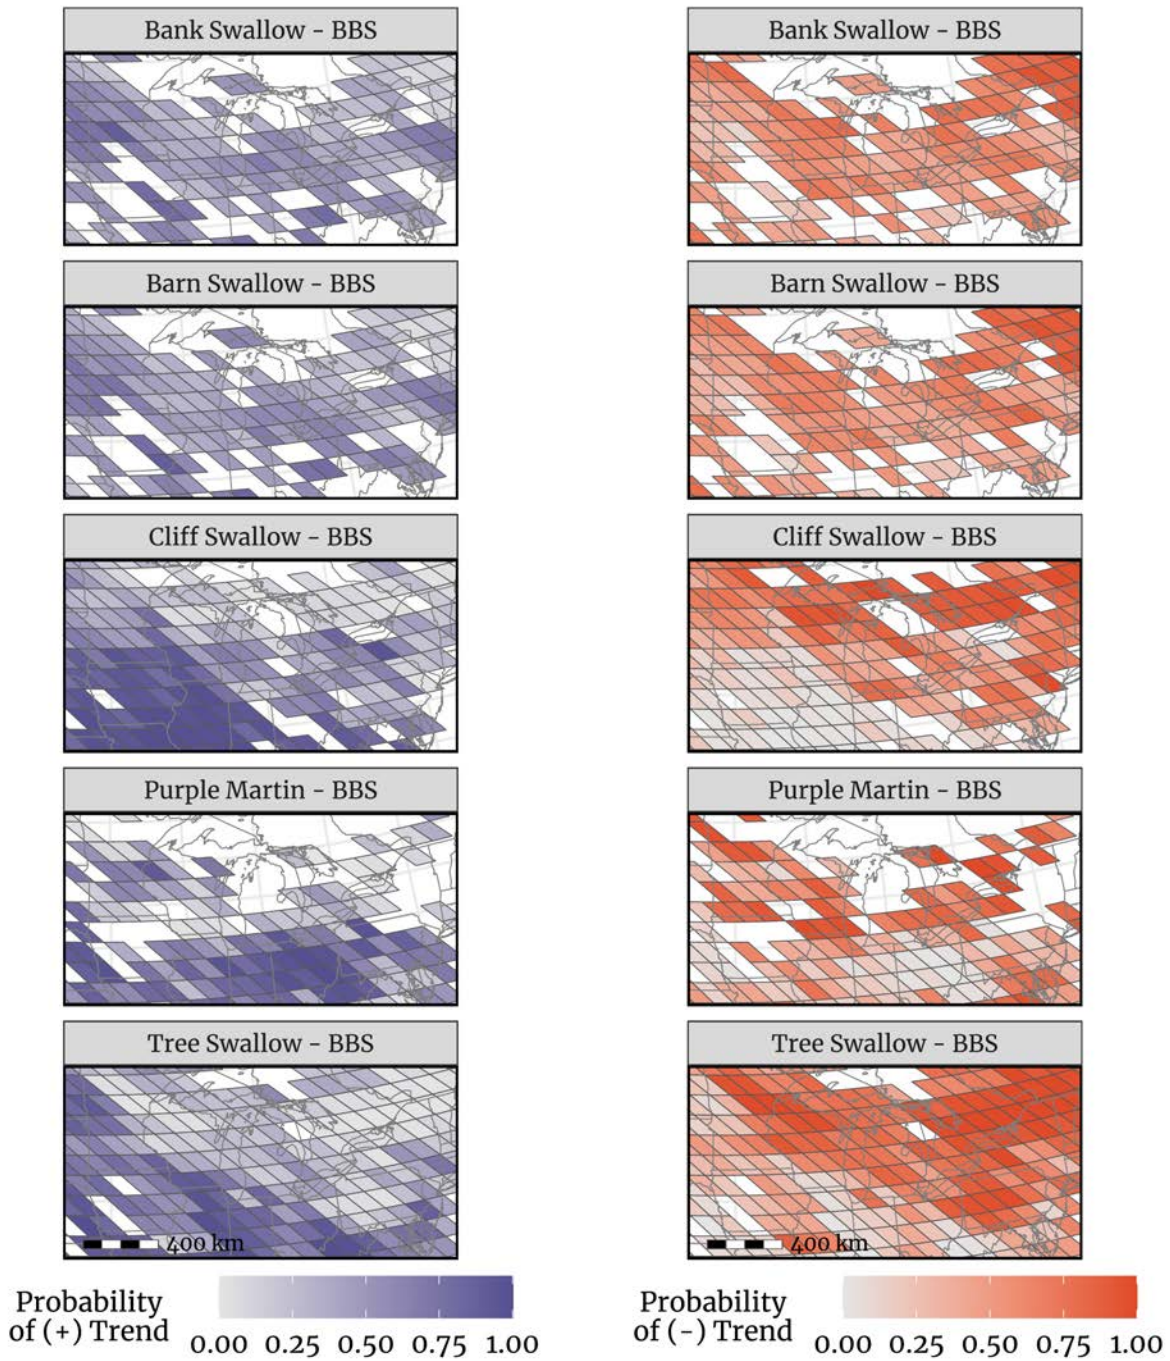 Bank Swallow - BBS
Bank Swallow - BBS
Barn Swallow - BBS
Barn Swallow - BBS
Cliff Swallow - BBS
Cliff Swallow - BBS
Purple Martin - BBS
Purple Martin - BBS
Tree Swallow - BBS
Tree Swallow - BBS
400 km
400 km
Probability
of (+) Trend
0.00 0.25 0.50 0.75 1.00
Probability
of (-) Trend
0.00 0.25 0.50 0.75 1.00